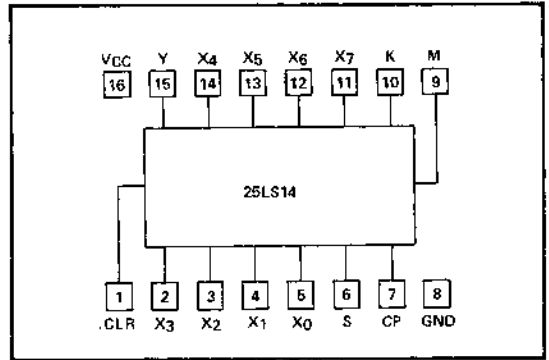 VCC Y X4 X5 X6 X7 K M
16 15 14 13 12 11 10 9
25LS14
1 2 3 4 5 6 7 8
.CLR X3 X2 X1 X0 S CP GND